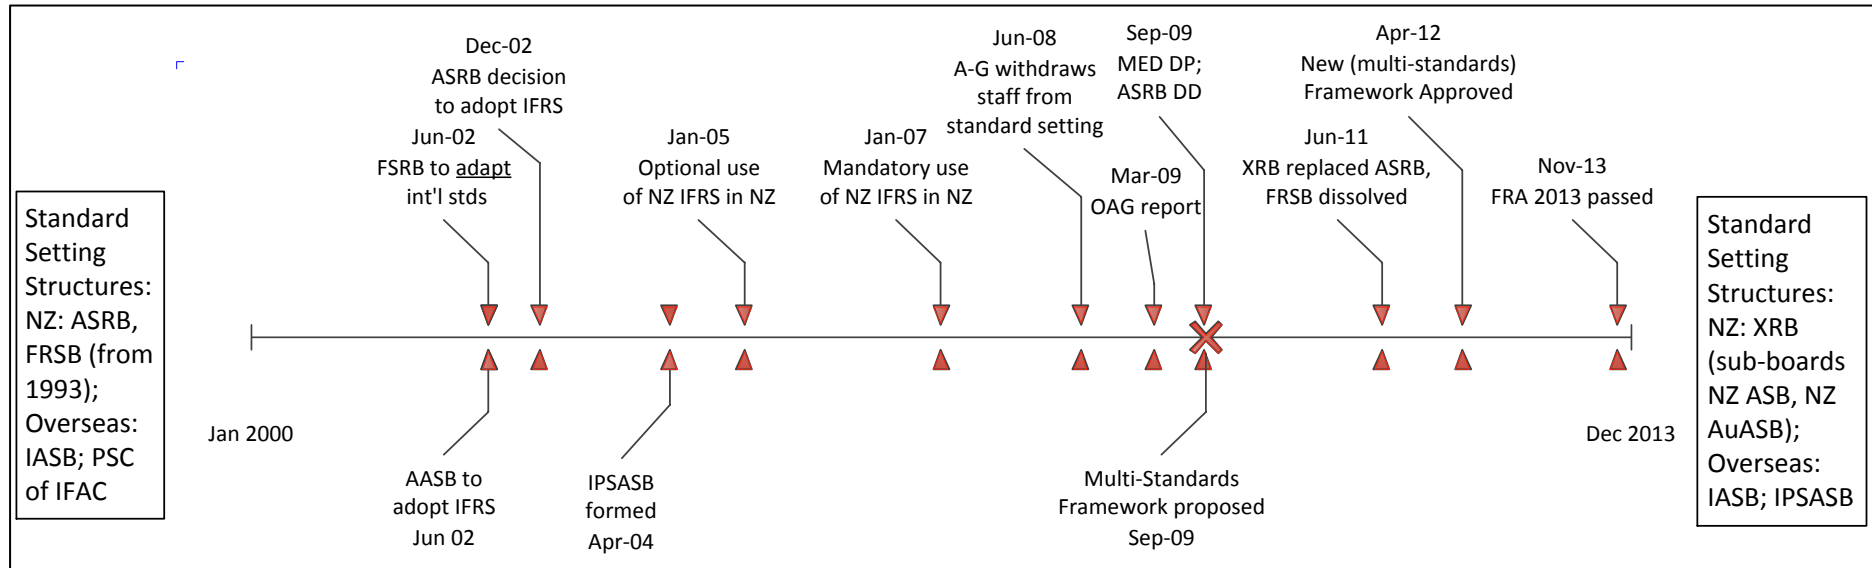 Dec-02
ASRB decision
to adopt IFRS
Jun-02
FSRB to adapt
int'l stds
Jan-05
Optional use
of NZ IFRS in NZ
Jan-07
Mandatory use
of NZ IFRS in NZ
Jun-08
A-G withdraws
staff from
standard setting
Mar-09
OAG report
Sep-09
MED DP;
ASRB DD
Jun-11
XRB replaced ASRB,
FRSB dissolved
Apr-12
New (multi-standards)
Framework Approved
Nov-13
FRA 2013 passed
Standard
Setting
Structures:
NZ: ASRB,
FRSB (from
1993);
Overseas:
IASB; PSC
of IFAC
Jan 2000
AASB to
adopt IFRS
Jun 02
IPSASB
formed
Apr-04
Multi-Standards
Framework proposed
Sep-09
Dec 2013
Standard
Setting
Structures:
NZ: XRB
(sub-boards
NZ ASB, NZ
AuASB);
Overseas:
IASB; IPSASB